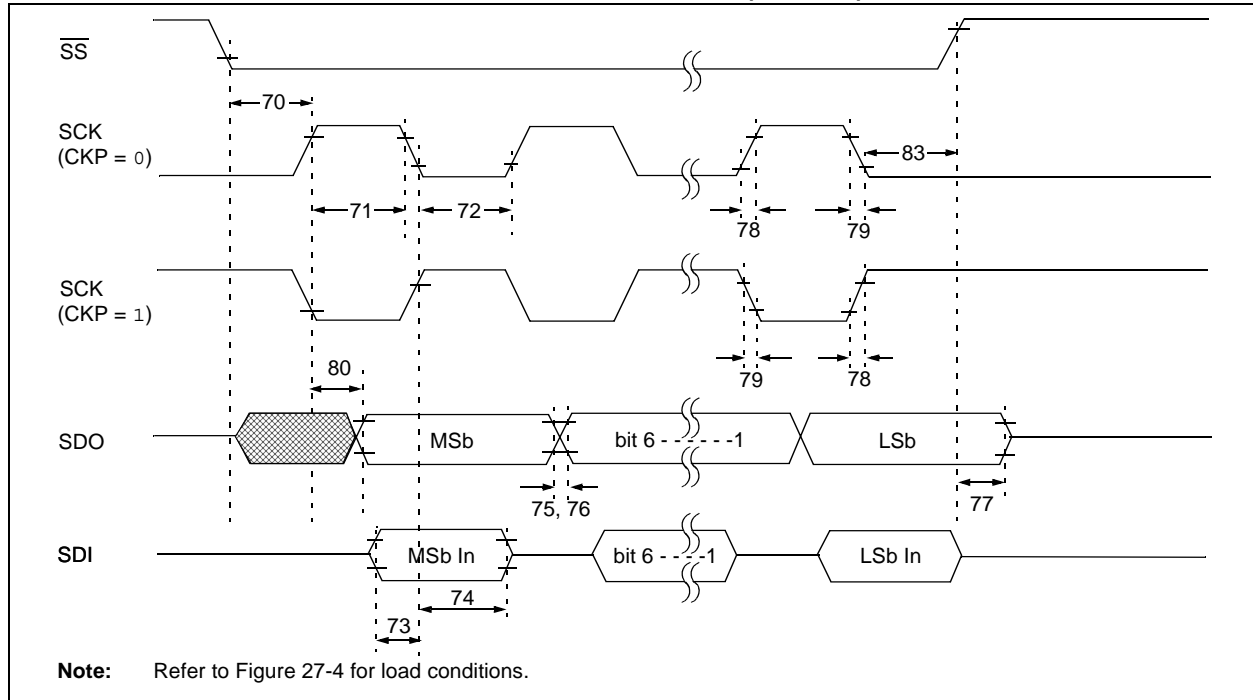 SS
70
SCK
(CKP = 0)
83
71
72
78
79
SCK
(CKP = 1)
80
79
78
SDO
MSb
bit 6 - - - - - - -1
LSb
75, 76
77
SDI
MSb In
bit 6 - - - - -1
LSb In
74
73
Note: Refer to Figure 27-4 for load conditions.